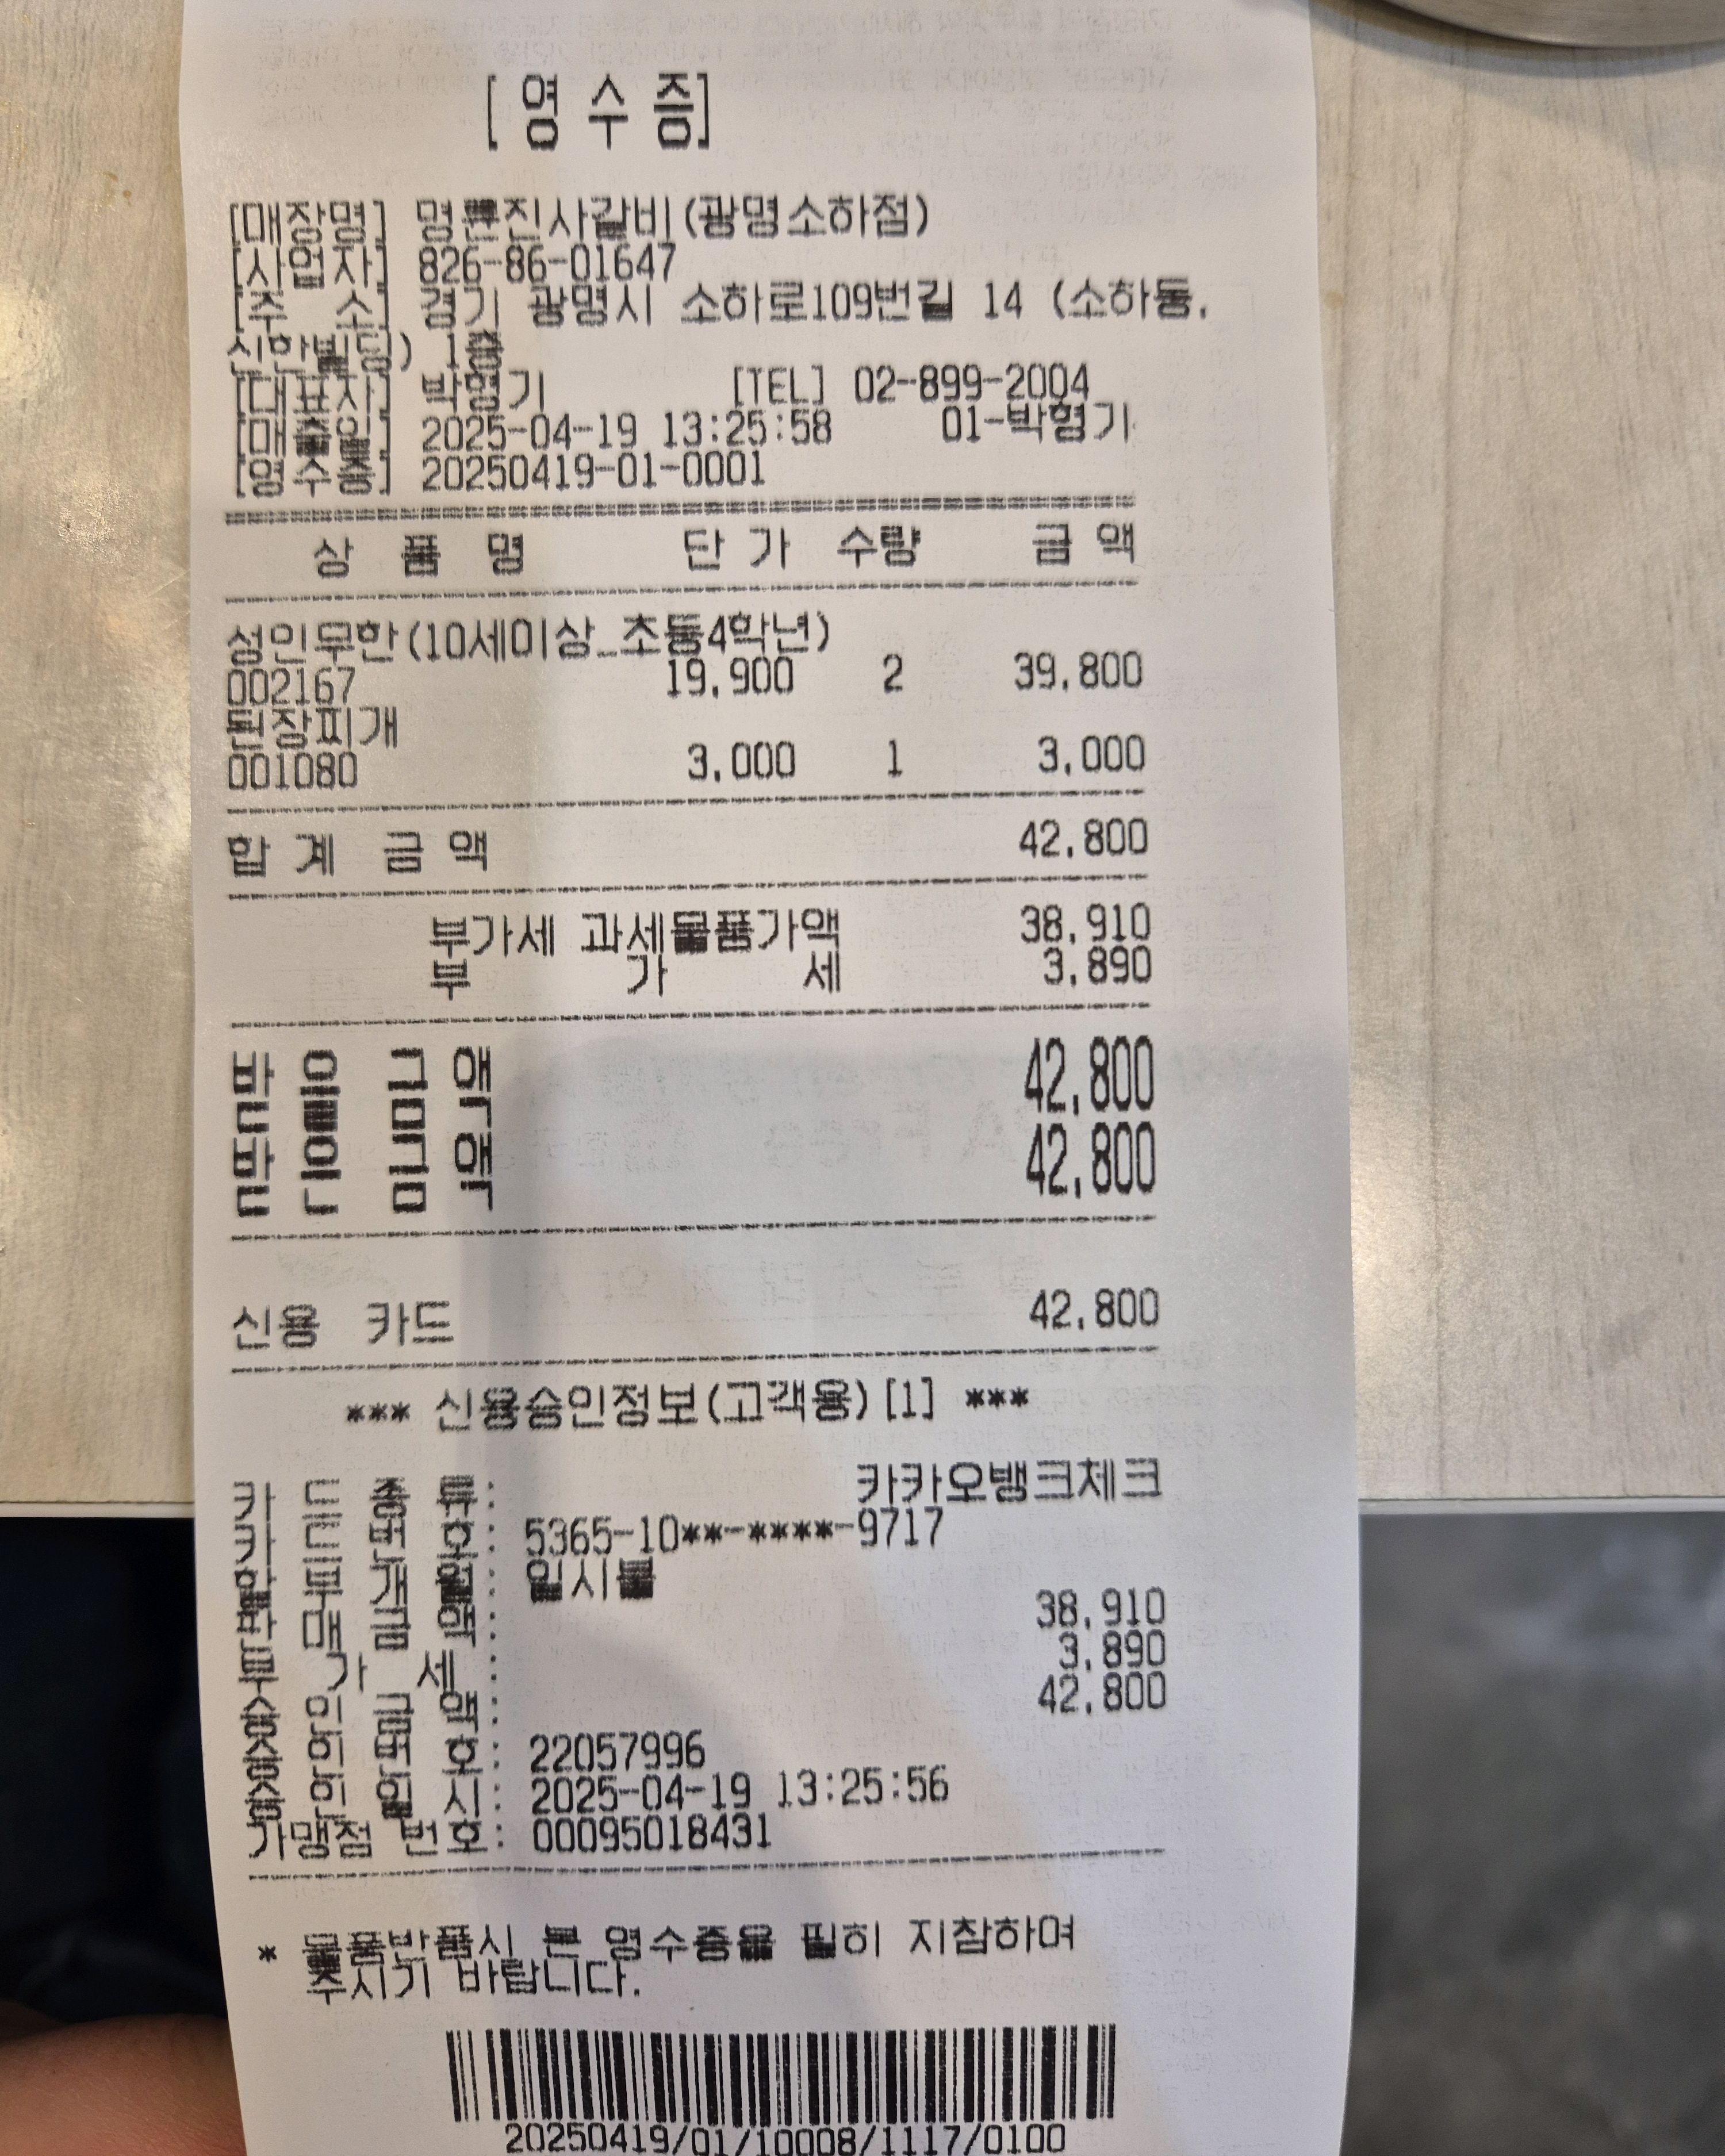 [ 영 수 증]
[매장명] 명륜진사갈비(광명소하점)
[사업자] 826-86-01647
[주 소] 경기 광명시 소하로109번길 14 (소하동,
신한빌딩) 1층
[대표자] 박형기 [TEL] 02-899-2004
[매출일] 2025-04-19 13:25:58 01-박형기
[영수증] 20250419-01-0001
상 품 명 단 가 수량 금 액
성인무한(10세이상_초등4학년)
002167 19,900 2 39,800
된장찌개
001080 3,000 1 3,000
합 계 금 액 42,800
부가세 과세물품가액 38,910
부 가 세 3,890
받 을 금 액 42,800
받 은 금 액 42,800
신용 카드 42,800
*** 신용승인정보(고객용)[1] ***
카 드 종 류: 카카오뱅크체크
카 드 번 호: 5365-10**-****-9717
할 부 개 월: 일시불
판 매 금 액: 38,910
부 가 세 : 3,890
승 인 금 액: 42,800
승 인 번 호: 22057996
승 인 일 시: 2025-04-19 13:25:56
가맹점 번호: 00095018431
* 물품반품시 본 영수증을 필히 지참하여
주시기 바랍니다.
20250419/01/10008/1117/0100